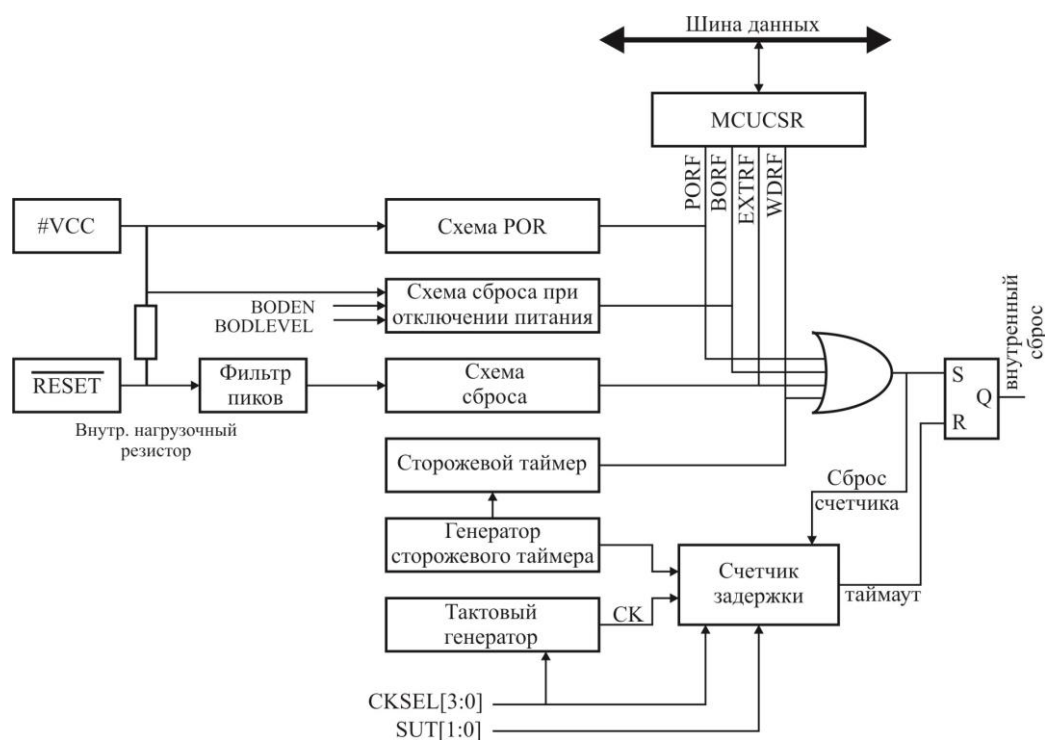 Шина данных
MCUCSR
PORF
BORF
EXTRF
WDRF
#VCC
Схема POR
BODEN
BODLEVEL
Схема сброса при
отключении питания
RESET
Фильтр
пиков
Схема
сброса
Внутр. нагрузочный
резистор
S
R
Q
внутренный
сброс
Сторожевой таймер
Сброс
счетчика
Генератор
сторожевого таймера
Счетчик
задержки
таймаут
Тактовый
генератор
CK
CKSEL[3:0]
SUT[1:0]